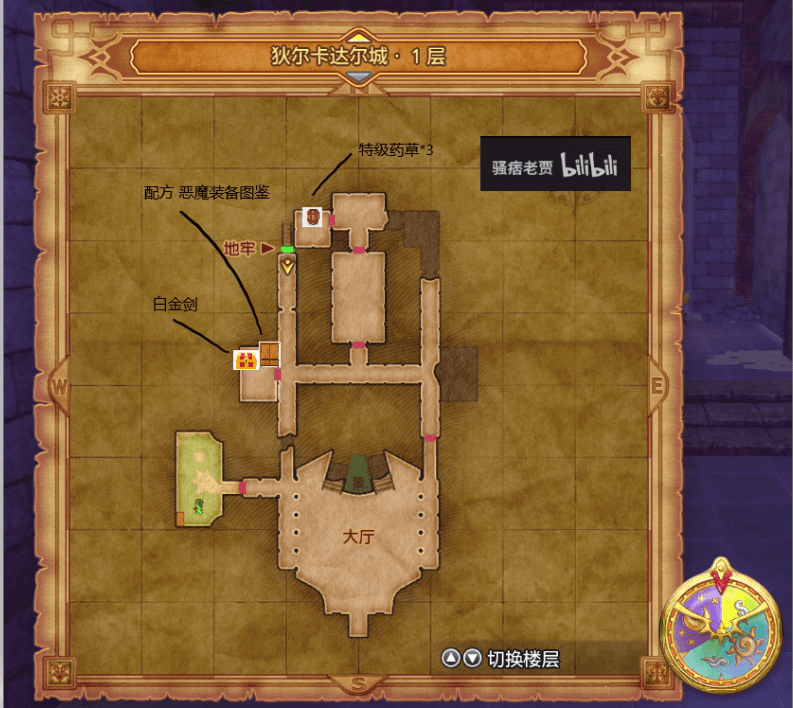 狄尔卡达尔城·1层
N
特级药草*3
骚痞老贾 bilibili
配方 恶魔装备图鉴
地牢
白金剑
W
E
大厅
切换楼层
S